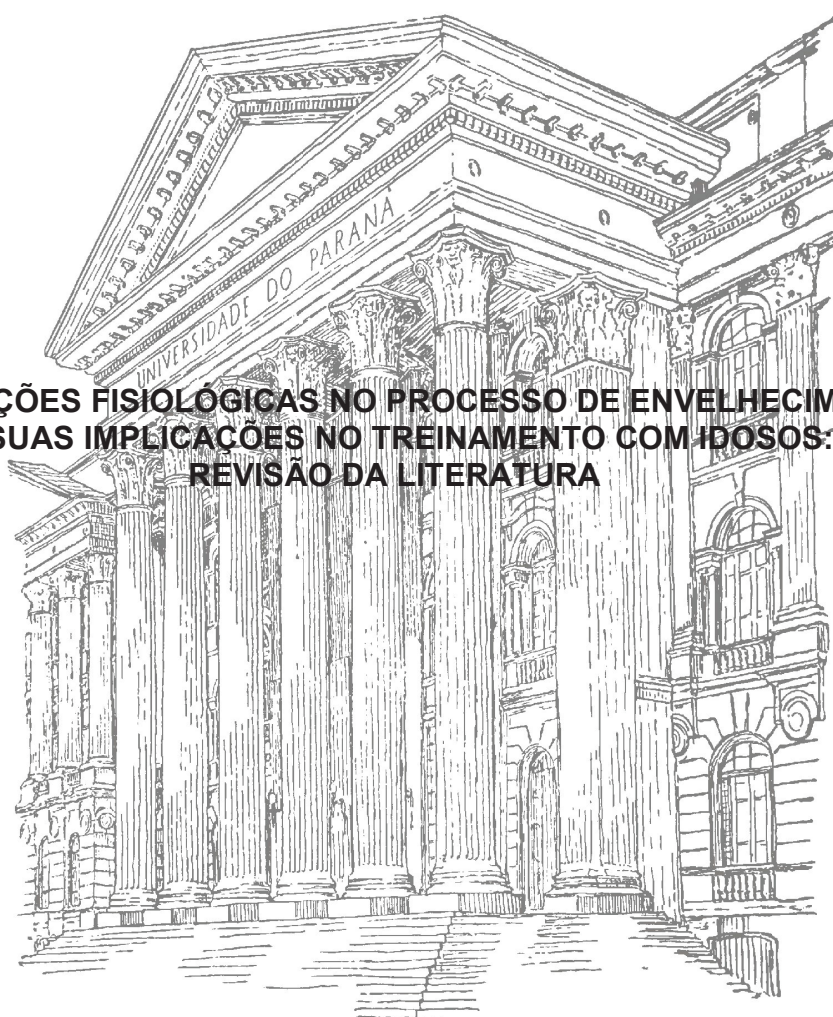 UNIVERSIDADE DO PARANÁ
ÇÕES FISIOLÓGICAS NO PROCESSO DE ENVELHECIM
SUAS IMPLICAÇÕES NO TREINAMENTO COM IDOSOS:
REVISÃO DA LITERATURA